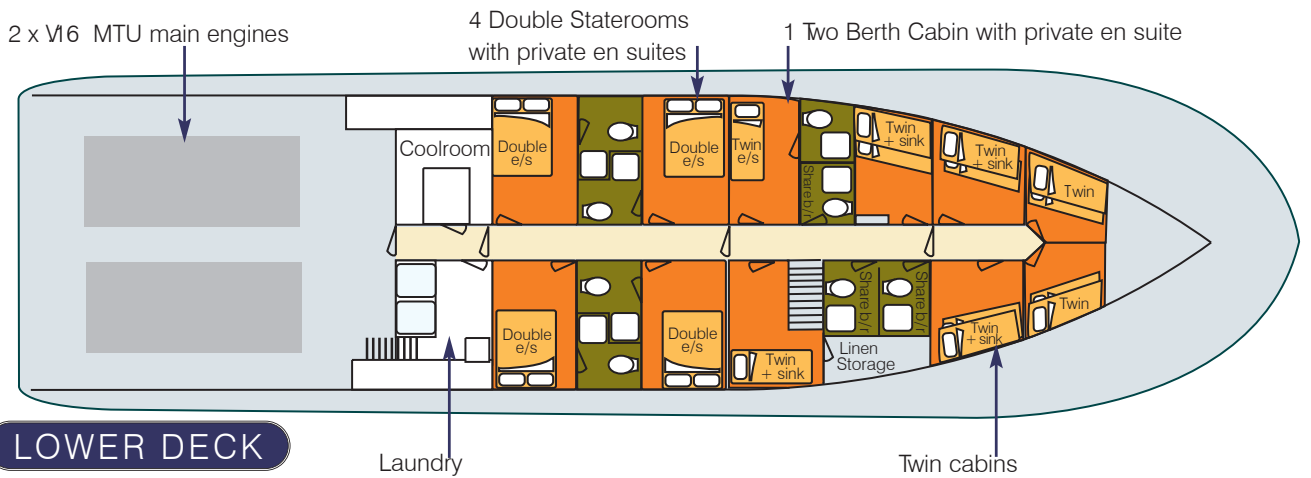 2 x V16 MTU main engines
4 Double Staterooms
with private en suites
1 Two Berth Cabin with private en suite
Coolroom
Double
e/s
Double
e/s
Twin
e/s
Share b/r
Twin
+ sink
Twin
+ sink
Twin
Double
e/s
Double
e/s
Twin
+ sink
Share b/r
Share b/r
Linen
Storage
Twin
+ sink
Twin
LOWER DECK
Laundry
Twin cabins